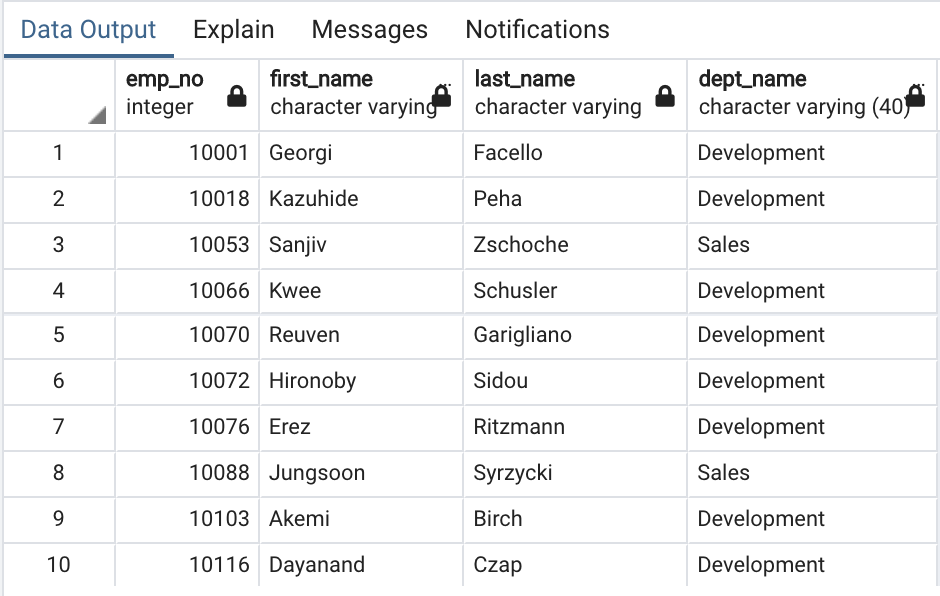 Data Output Explain Messages Notifications
emp_no first_name last_name dept_name
integer character varying character varying character varying (40)
1 10001 Georgi Facello Development
2 10018 Kazuhide Peha Development
3 10053 Sanjiv Zschoche Sales
4 10066 Kwee Schusler Development
5 10070 Reuven Garigliano Development
6 10072 Hironoby Sidou Development
7 10076 Erez Ritzmann Development
8 10088 Jungsoon Syrzycki Sales
9 10103 Akemi Birch Development
10 10116 Dayanand Czap Development